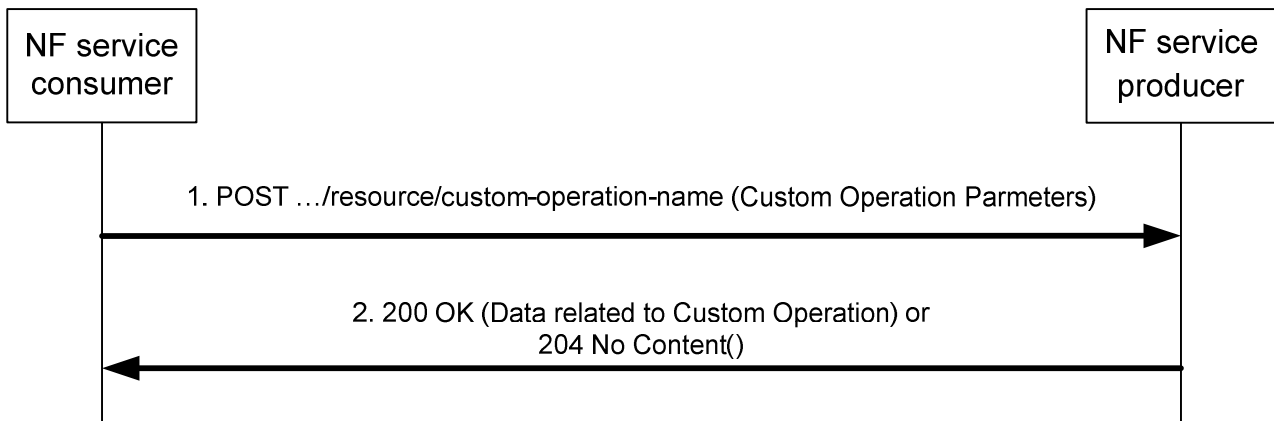 NF service
consumer
NF service
producer
1. POST …/resource/custom-operation-name (Custom Operation Parmeters)
2. 200 OK (Data related to Custom Operation) or
204 No Content()